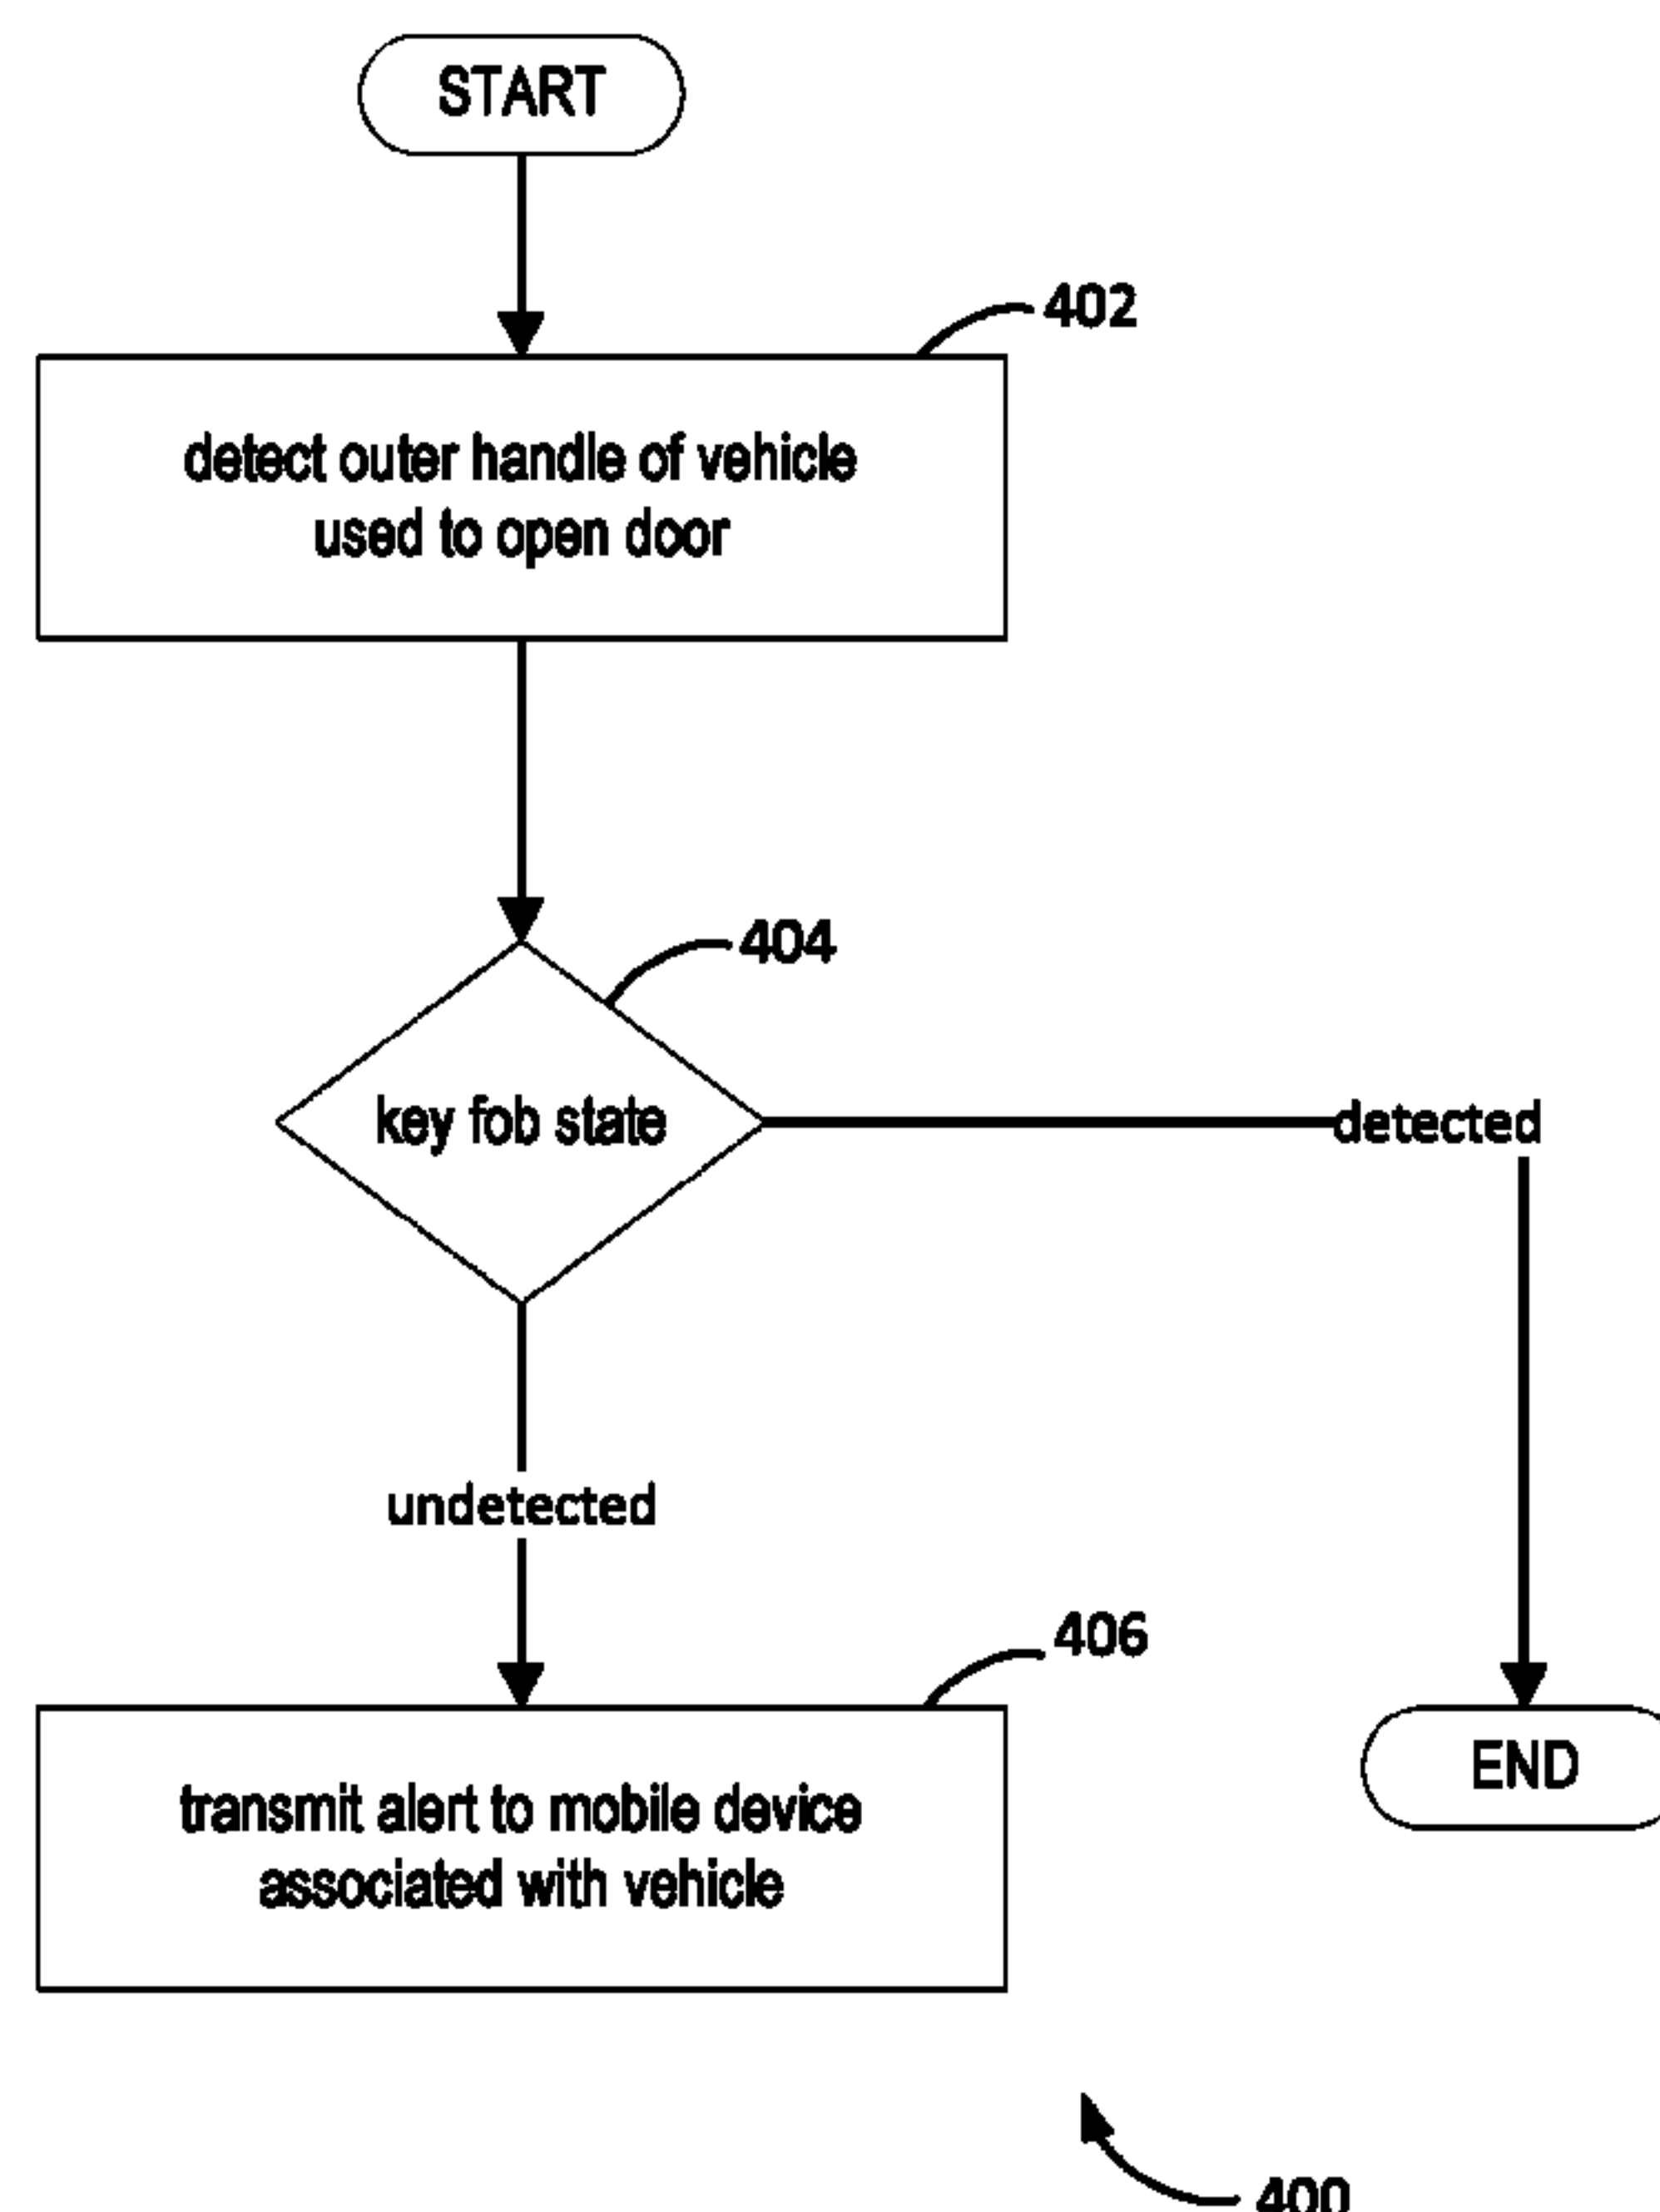 START
402
detect outer handle of vehicle
used to open door
404
key fob state
detected
undetected
406
transmit alert to mobile device
associated with vehicle
END
400